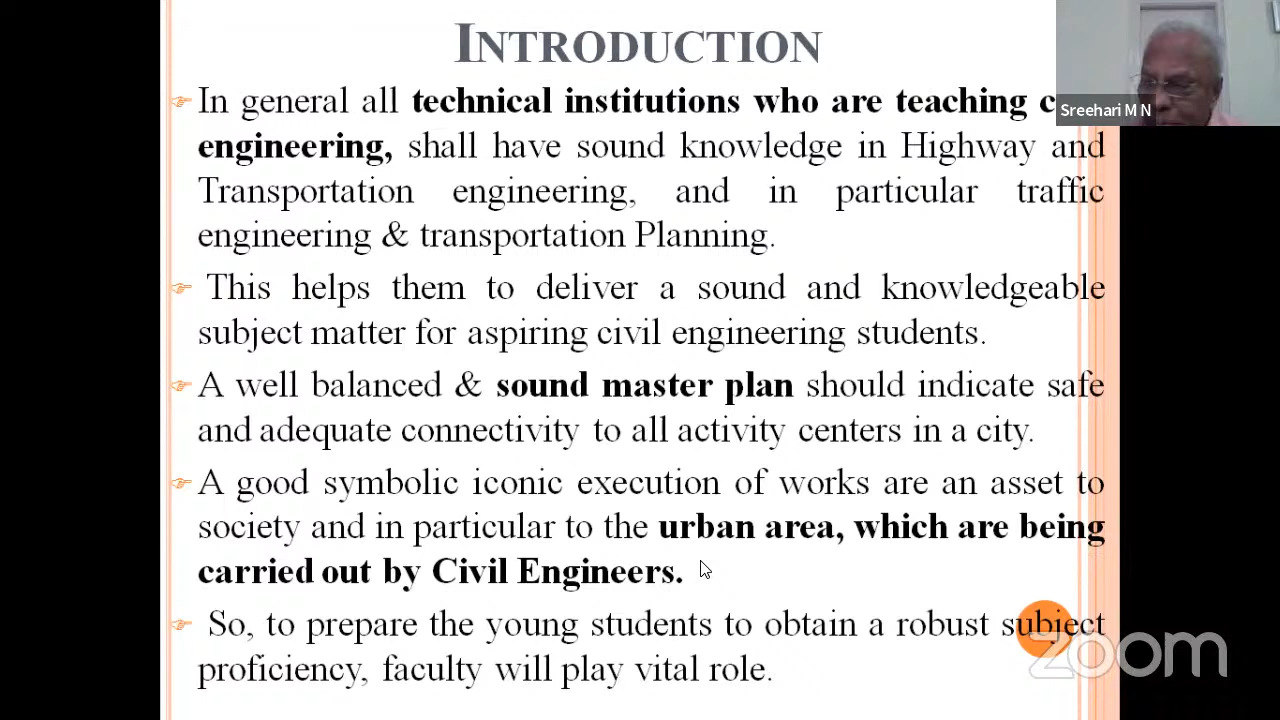 INTRODUCTION
In general all technical institutions who are teaching
engineering, shall have sound knowledge in Highway and
Transportation engineering, and in particular traffic
engineering & transportation Planning.
This helps them to deliver a sound and knowledgeable
subject matter for aspiring civil engineering students.
A well balanced & sound master plan should indicate safe
and adequate connectivity to all activity centers in a city.
A good symbolic iconic execution of works are an asset to
society and in particular to the urban area, which are being
carried out by Civil Engineers.
So, to prepare the young students to obtain a robust subject
proficiency, faculty will play vital role.
Sreehari M N
zoom